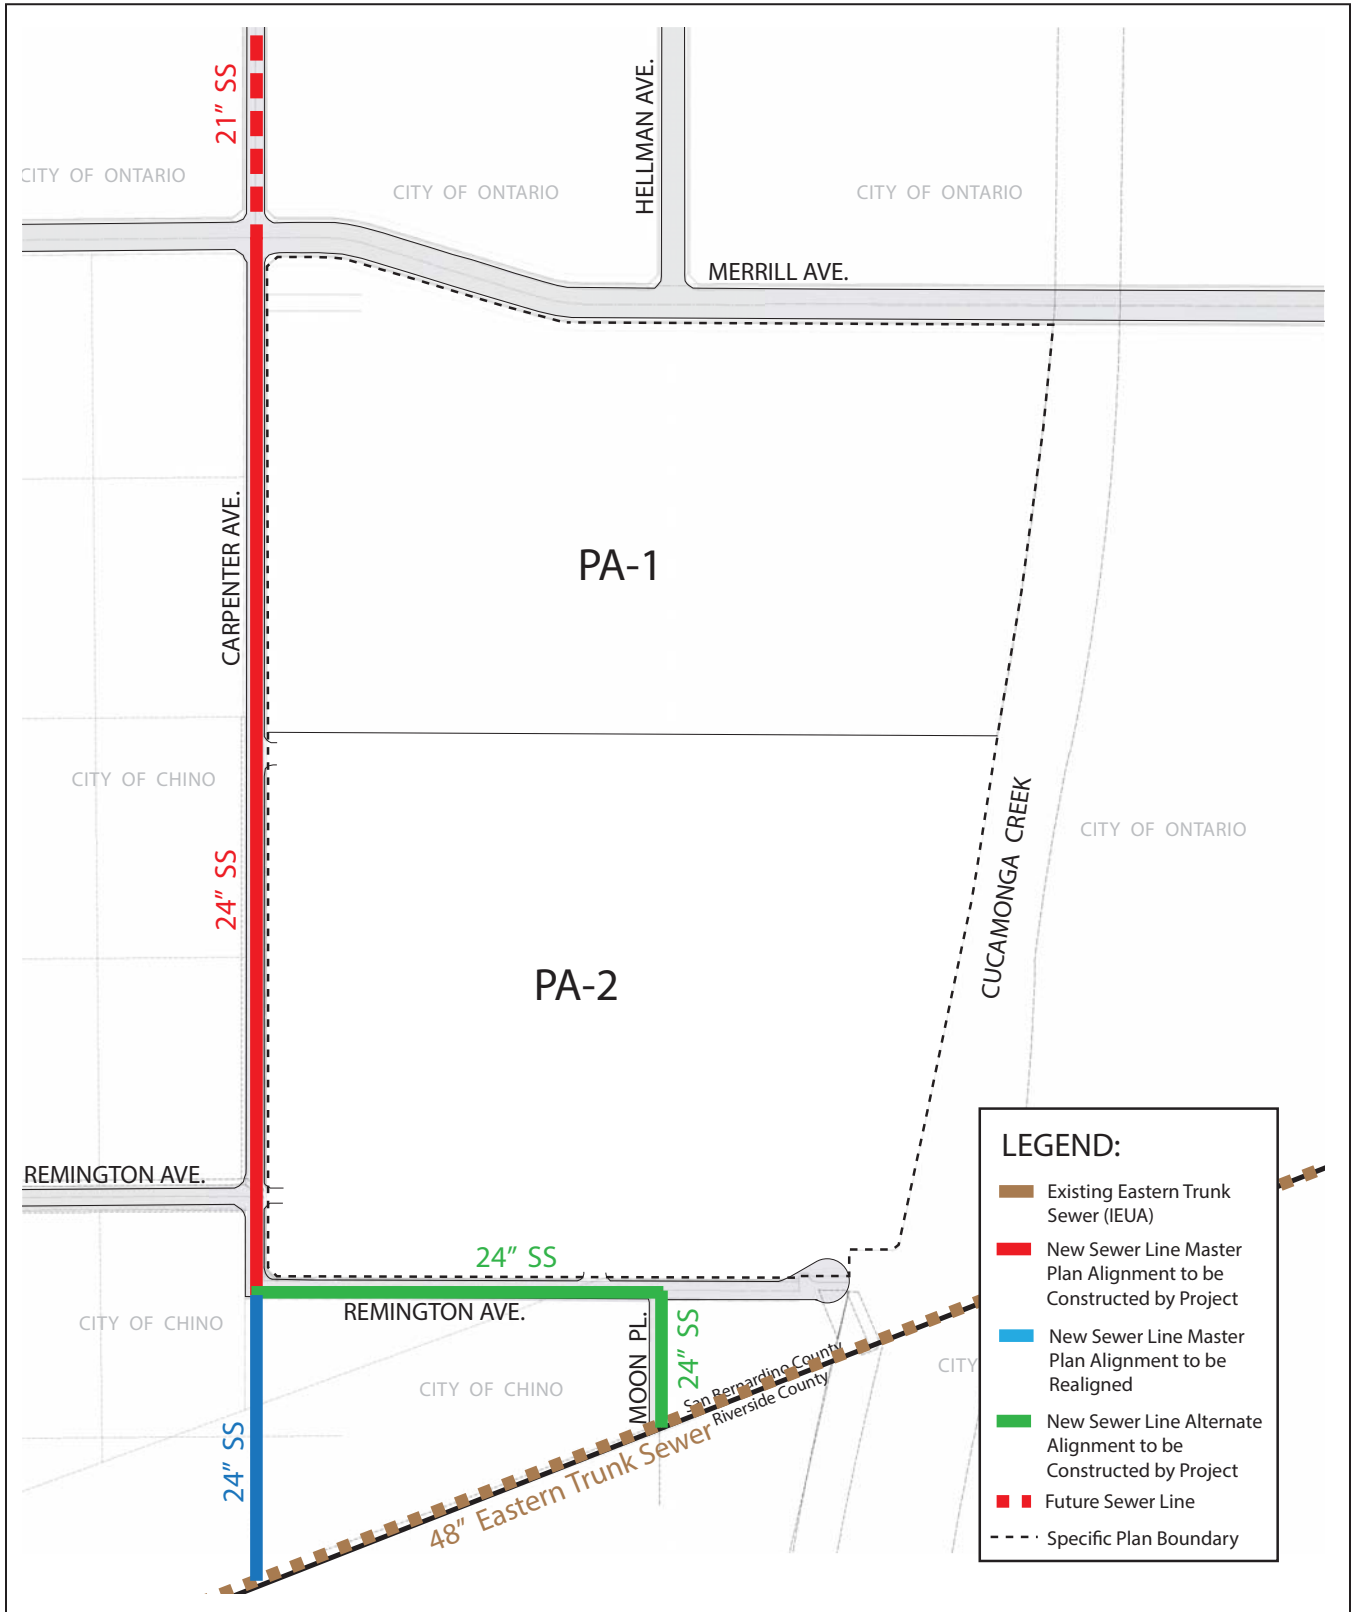 21” SS
HELLMAN AVE.
CITY OF ONTARIO
CITY OF ONTARIO
CITY OF ONTARIO
MERRILL AVE.
CARPENTER AVE.
PA-1
CITY OF CHINO
24” SS
CUCAMONGA CREEK
CITY OF ONTARIO
PA-2
REMINGTON AVE.
24” SS
REMINGTON AVE.
CITY OF CHINO
MOON PL.
24” SS
San Bernardino County
Riverside County
CITY
CITY OF CHINO
24” SS
48” Eastern Trunk Sewer
LEGEND:
Existing Eastern Trunk
Sewer (IEUA)
New Sewer Line Master
Plan Alignment to be
Constructed by Project
New Sewer Line Master
Plan Alignment to be
Realigned
New Sewer Line Alternate
Alignment to be
Constructed by Project
Future Sewer Line
Specific Plan Boundary